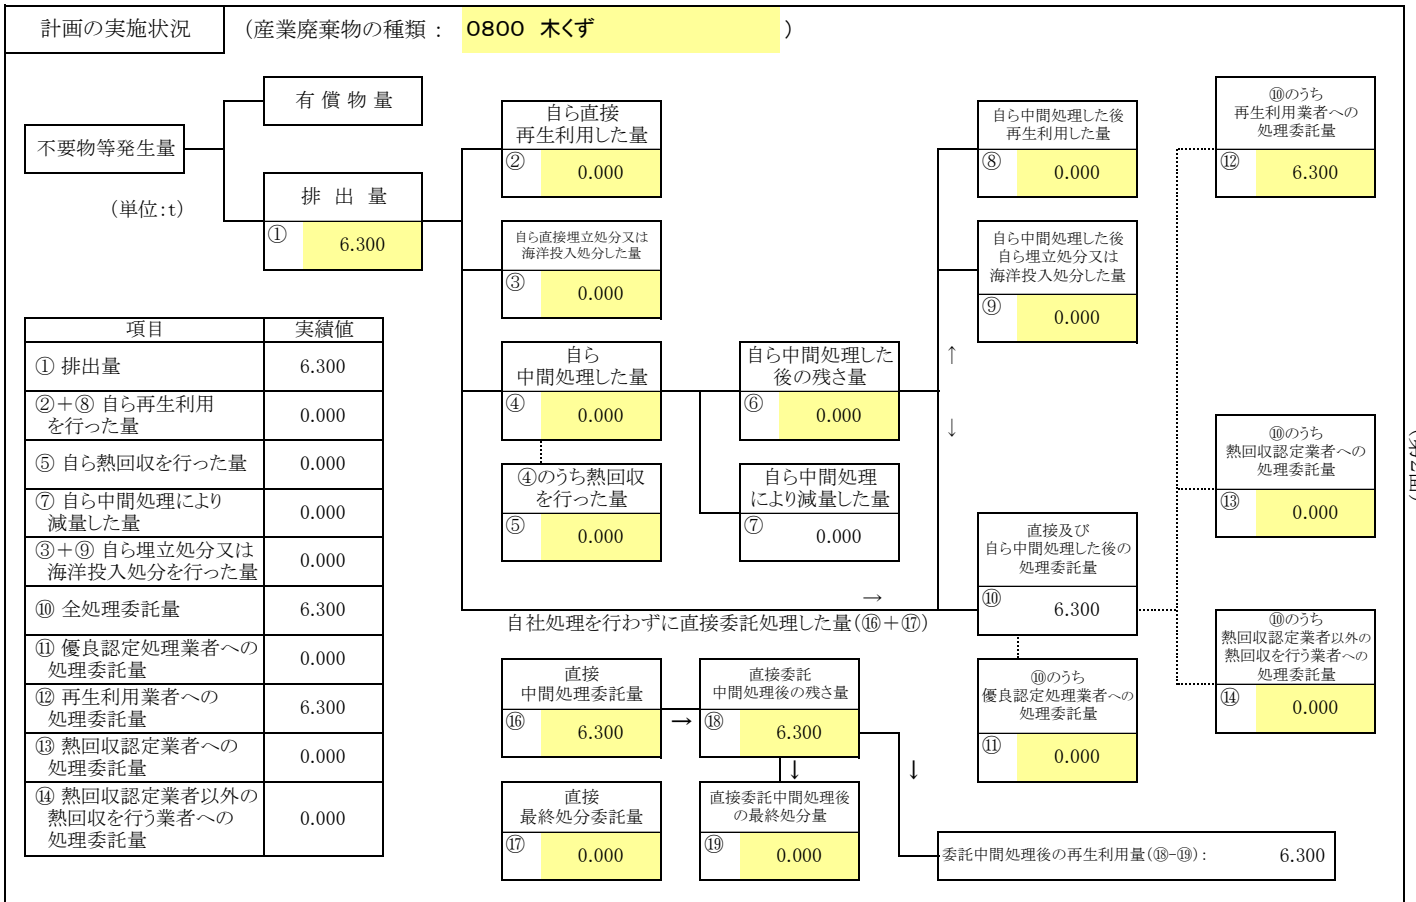 計画の実施状況 (産業廃棄物の種類： 0800 木くず )
有 償 物 量
不要物等発生量
(単位:t)
排 出 量
① 6.300
自ら直接
再生利用した量
② 0.000
自ら直接埋立処分又は
海洋投入処分した量
③ 0.000
自ら
中間処理した量
④ 0.000
④のうち熱回収
を行った量
⑤ 0.000
自ら中間処理した
後の残さ量
⑥ 0.000
自ら中間処理
により減量した量
⑦ 0.000
自ら中間処理した後
再生利用した量
⑧ 0.000
自ら中間処理した後
自ら埋立処分又は
海洋投入処分した量
⑨ 0.000
↑
↓
直接及び
自ら中間処理した後の
処理委託量
⑩ 6.300
⑩のうち
優良認定処理業者への
処理委託量
⑪ 0.000
⑩のうち
再生利用業者への
処理委託量
⑫ 6.300
⑩のうち
熱回収認定業者への
処理委託量
⑬ 0.000
⑩のうち
熱回収認定業者以外の
熱回収を行う業者への
処理委託量
⑭ 0.000
→
自社処理を行わずに直接委託処理した量(⑯＋⑰)
直接
中間処理委託量
⑯ 6.300
→
直接委託
中間処理後の残さ量
⑱ 6.300
↓
↓
直接
最終処分委託量
⑰ 0.000
直接委託中間処理後
の最終処分量
⑲ 0.000
委託中間処理後の再生利用量(⑱-⑲)： 6.300
項目 実績値
① 排出量 6.300
②＋⑧ 自ら再生利用
を行った量 0.000
⑤ 自ら熱回収を行った量 0.000
⑦ 自ら中間処理により
減量した量 0.000
③＋⑨ 自ら埋立処分又は
海洋投入処分を行った量 0.000
⑩ 全処理委託量 6.300
⑪ 優良認定処理業者への
処理委託量 0.000
⑫ 再生利用業者への
処理委託量 6.300
⑬ 熱回収認定業者への
処理委託量 0.000
⑭ 熱回収認定業者以外の
熱回収を行う業者への
処理委託量 0.000